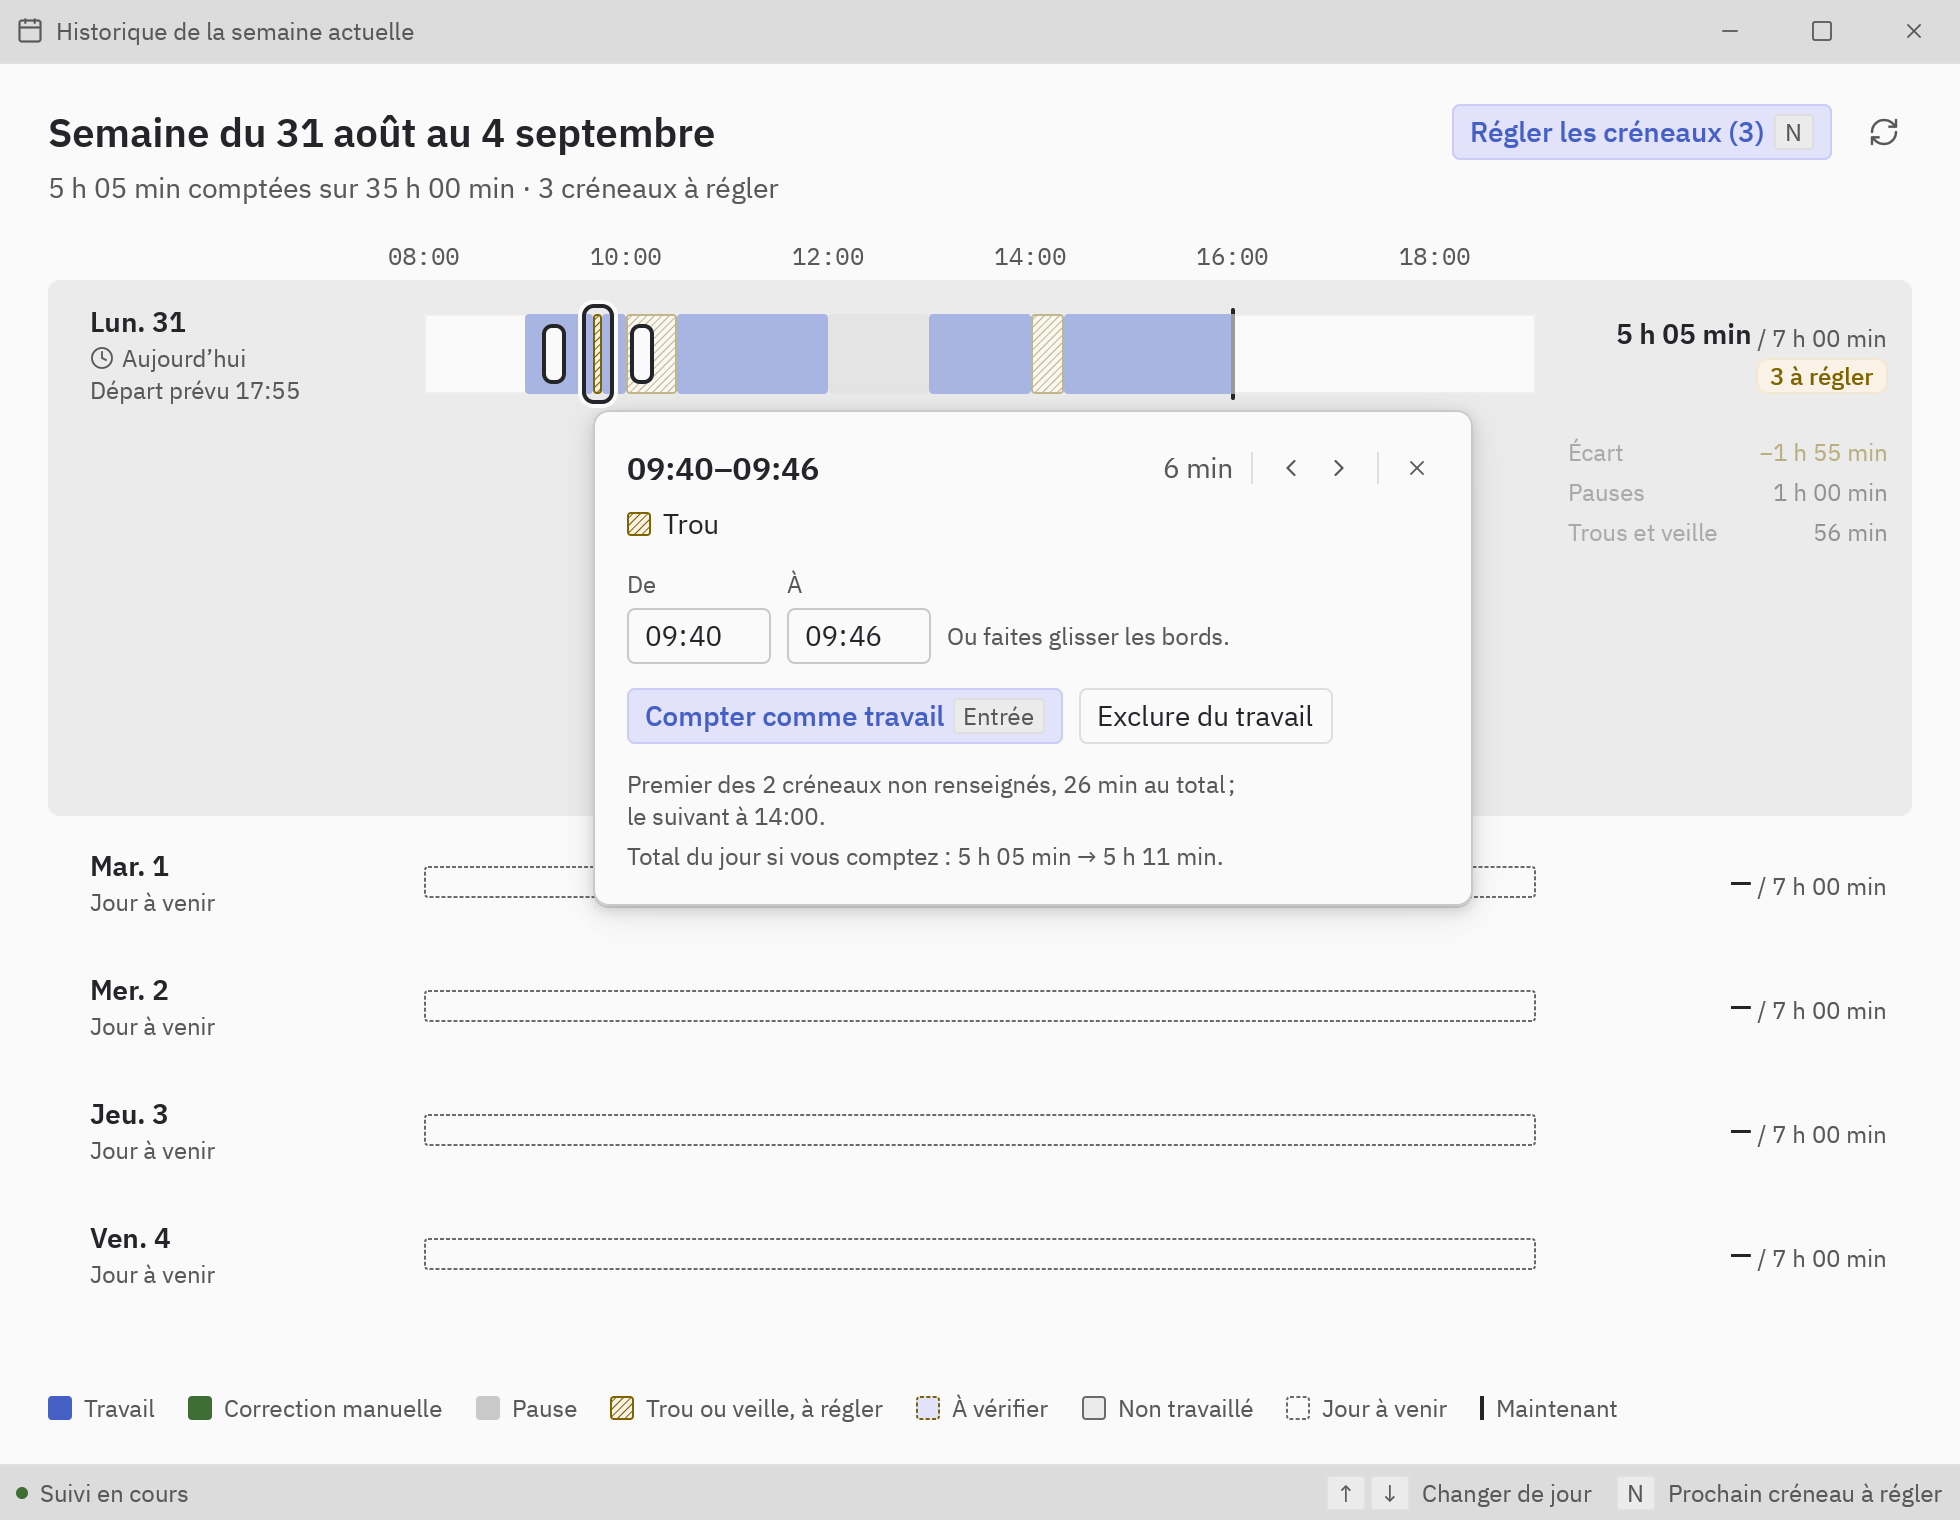 Historique de la semaine actuelle
Semaine du 31 août au 4 septembre
Régler les créneaux (3) N
5 h 05 min comptées sur 35 h 00 min · 3 créneaux à régler
08:00 10:00 12:00 14:00 16:00 18:00
Lun. 31
Aujourd’hui
Départ prévu 17:55
5 h 05 min / 7 h 00 min
3 à régler
Écart −1 h 55 min
Pauses 1 h 00 min
Trous et veille 56 min
09:40–09:46 6 min
Trou
De À
09:40 09:46 Ou faites glisser les bords.
Compter comme travail Entrée Exclure du travail
Premier des 2 créneaux non renseignés, 26 min au total ;
le suivant à 14:00.
Total du jour si vous comptez : 5 h 05 min → 5 h 11 min.
Mar. 1
Jour à venir
— / 7 h 00 min
Mer. 2
Jour à venir
— / 7 h 00 min
Jeu. 3
Jour à venir
— / 7 h 00 min
Ven. 4
Jour à venir
— / 7 h 00 min
Travail Correction manuelle Pause Trou ou veille, à régler À vérifier Non travaillé Jour à venir Maintenant
Suivi en cours ↑ ↓ Changer de jour N Prochain créneau à régler